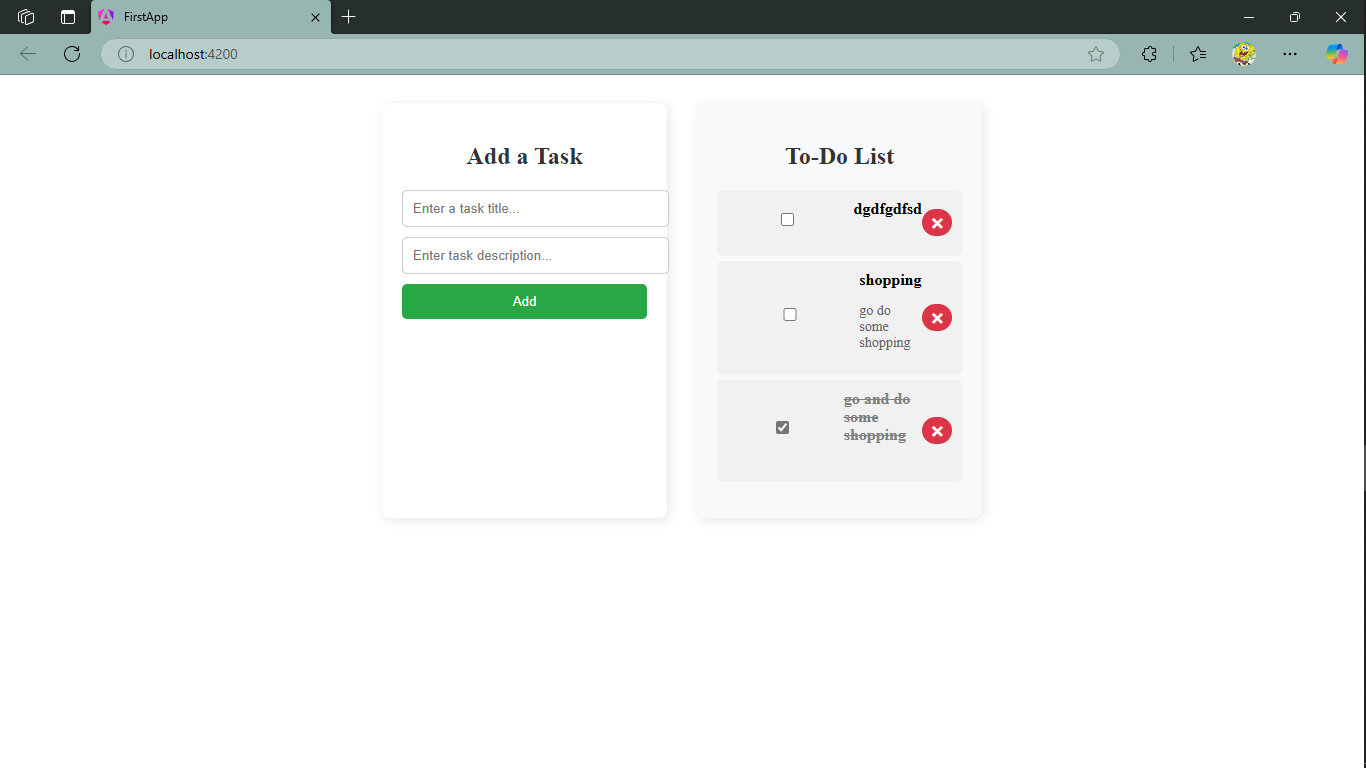 FirstApp
localhost:4200
Add a Task
Enter a task title...
Enter task description...
Add
To-Do List
dgdfgdfsd
shopping
go do
some
shopping
go and do
some
shopping